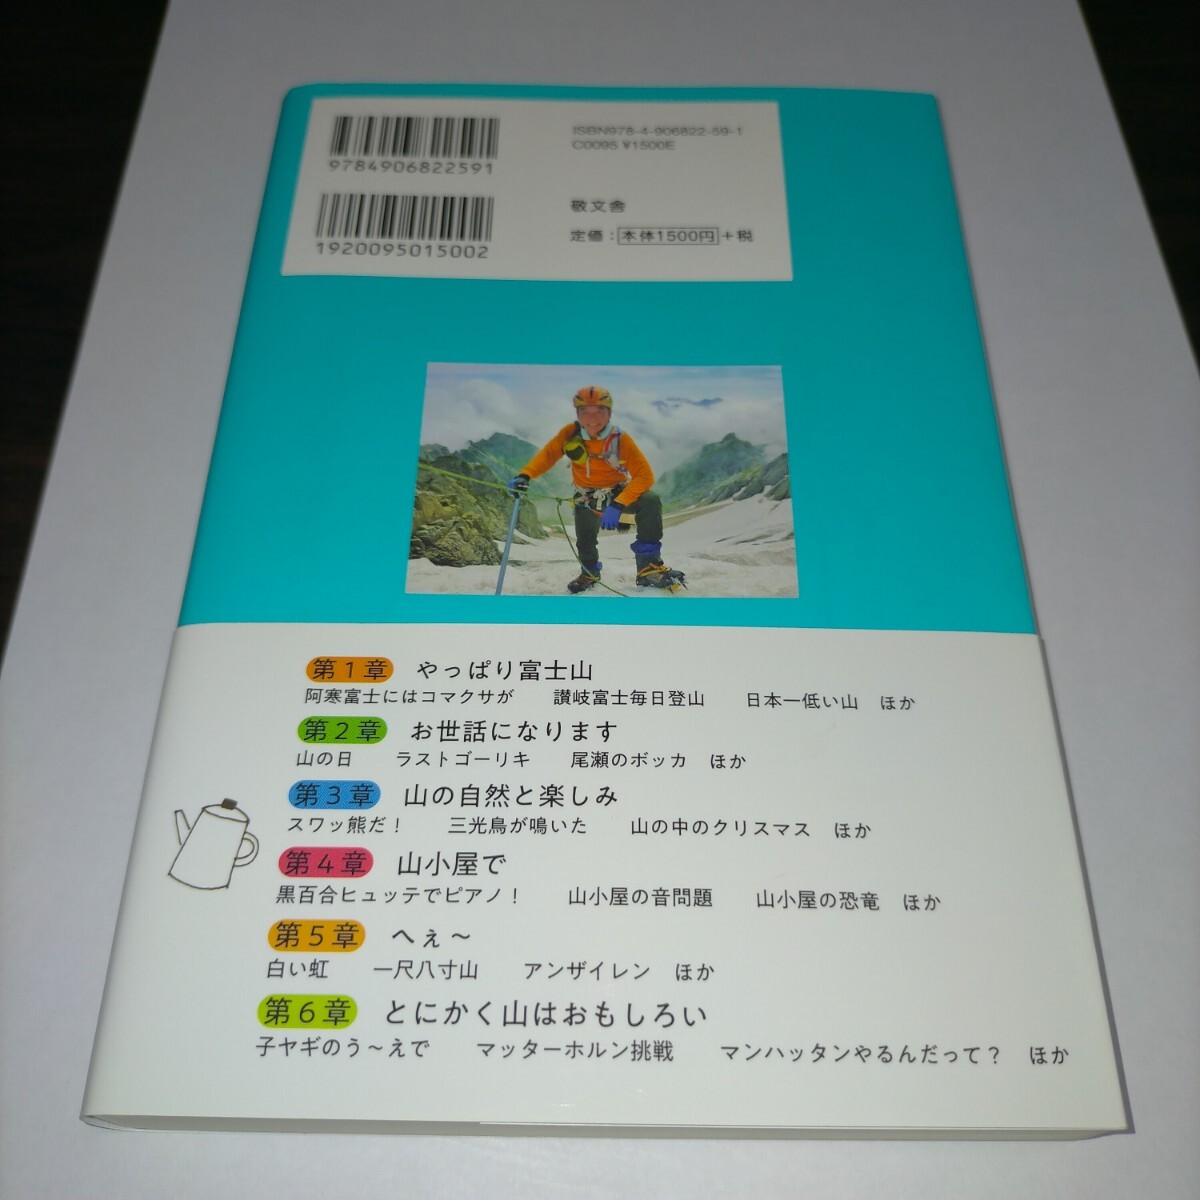 ISBN978-4-906822-59-1
C0095 ¥1500E
9784906822591
敬文舎
定価：本体1500円+税
1920095015002
第1章 やっぱり富士山
阿寒富士にはコマクサが 讃岐富士毎日登山 日本一低い山 ほか
第2章 お世話になります
山の日 ラストゴーリキ 尾瀬のボッカ ほか
第3章 山の自然と楽しみ
スワッ熊だ！ 三光鳥が鳴いた 山の中のクリスマス ほか
第4章 山小屋で
黒百合ヒュッテでピアノ！ 山小屋の音問題 山小屋の恐竜 ほか
第5章 へぇ～
白い虹 一尺八寸山 アンザイレン ほか
第6章 とにかく山はおもしろい
子ヤギのう～えで マッターホルン挑戦 マンハッタンやるんだって？ ほか